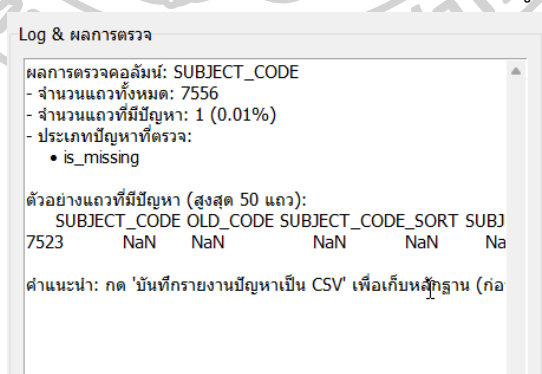 Log & ผลการตรวจ
ผลการตรวจคอลัมน์: SUBJECT_CODE
- จำนวนแถวทั้งหมด: 7556
- จำนวนแถวที่มีปัญหา: 1 (0.01%)
- ประเภทปัญหาที่ตรวจ:
• is_missing
ตัวอย่างแถวที่มีปัญหา (สูงสุด 50 แถว):
SUBJECT_CODE OLD_CODE SUBJECT_CODE_SORT SUBJ
7523 NaN NaN NaN NaN Na
คำแนะนำ: กด 'บันทึกรายงานปัญหาเป็น CSV' เพื่อเก็บหลักฐาน (ก่อ